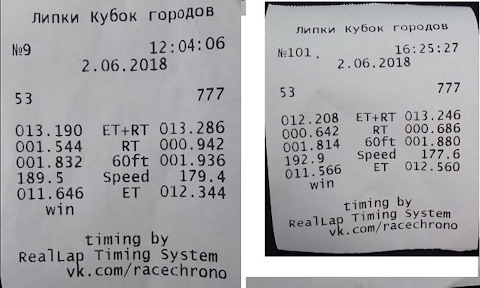 Липки Кубок городов
№9 12:04:06
2.06.2018
53 777
013.190 ET+RT 013.286
001.544 RT 000.942
001.832 60ft 001.936
189.5 Speed 179.4
011.646 ET 012.344
win
timing by
RealLap Timing System
vk.com/racechrono
Липки Кубок городов
№101. 16:25:27
2.06.2018
53 777
012.208 ET+RT 013.246
000.642 RT 000.686
001.814 60ft 001.880
192.9 Speed 177.6
011.566 ET 012.560
win
timing by
RealLap Timing System
vk.com/racechrono